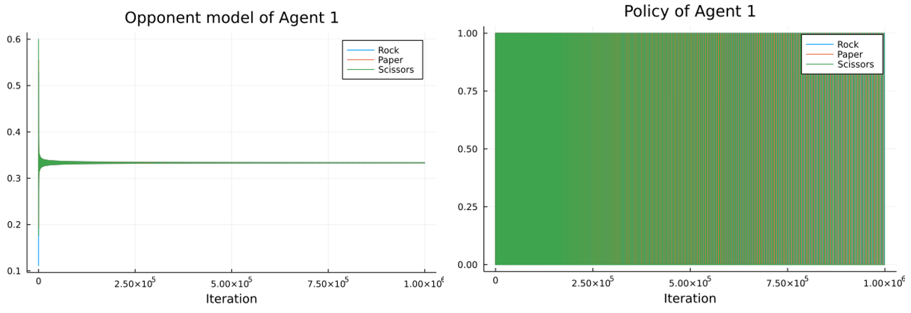 Opponent model of Agent 1
0.6
0.5
0.4
0.3
0.2
0.1
Rock
Paper
Scissors
0
2.50×10⁵
5.00×10⁵
7.50×10⁵
1.00×10⁶
Iteration
Policy of Agent 1
1.00
0.75
0.50
0.25
0.00
Rock
Paper
Scissors
0
2.50×10⁵
5.00×10⁵
7.50×10⁵
1.00×10⁶
Iteration